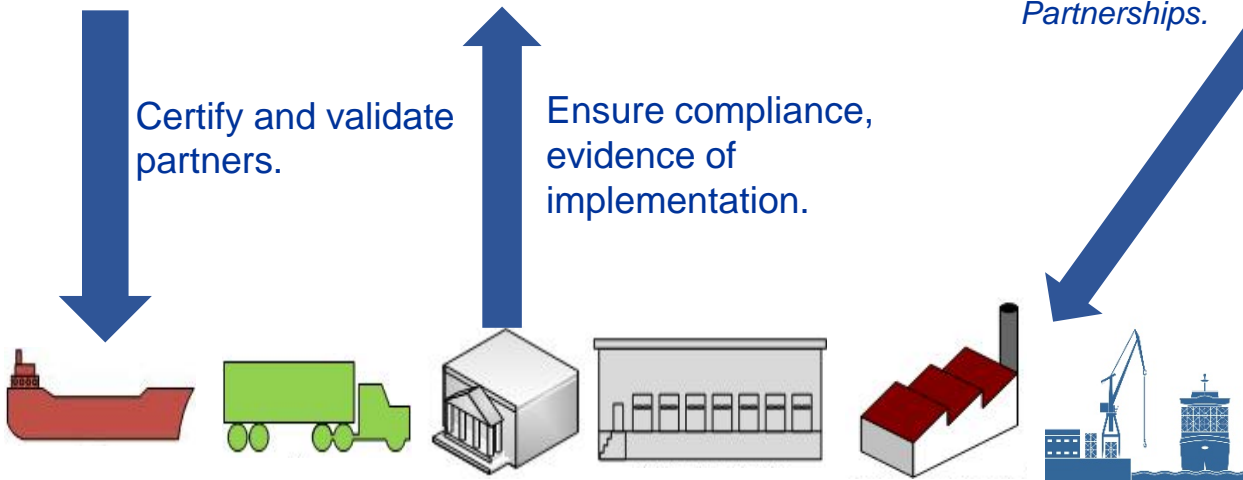 Partnerships.
Certify and validate
partners.
Ensure compliance,
evidence of
implementation.